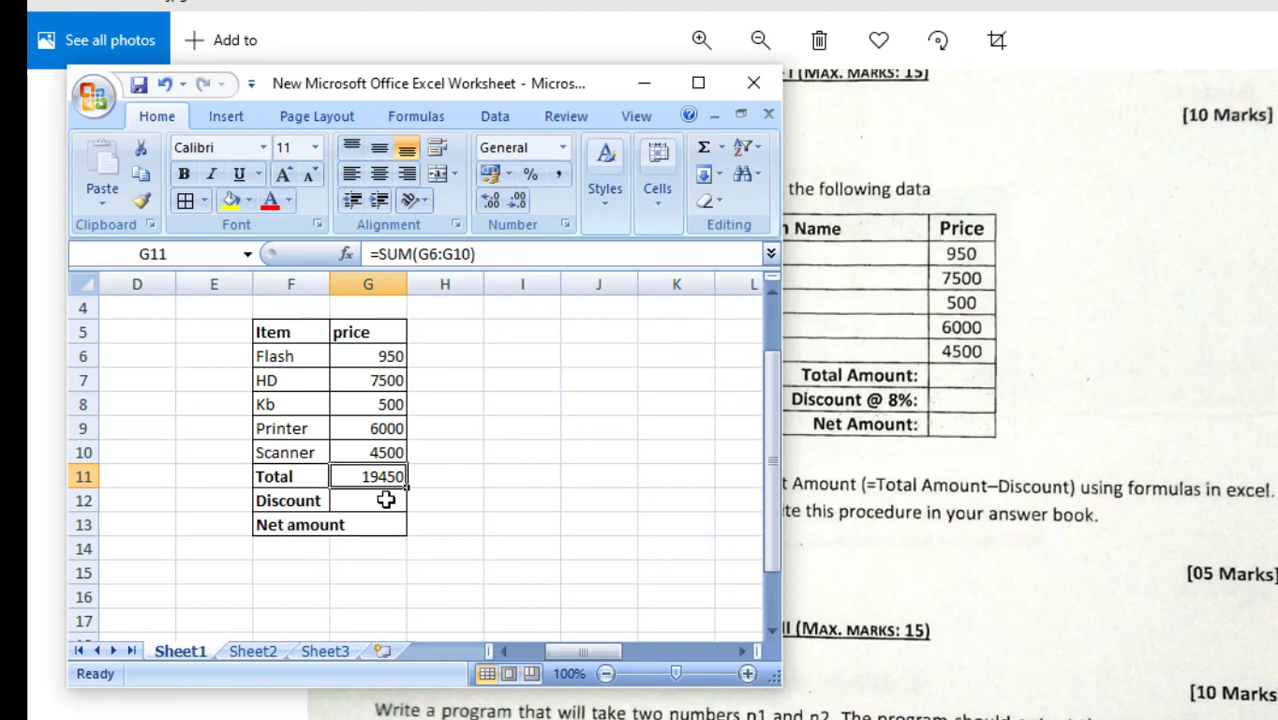 See all photos
Add to
New Microsoft Office Excel Worksheet - Micros...
Home Insert Page Layout Formulas Data Review View
Paste
Calibri 11
General
Styles
Cells
B I U A A
A
% ,
Clipboard Font Alignment Number Editing
G11 fx =SUM(G6:G10)
D E F G H I J K L
4
5 Item price
6 Flash 950
7 HD 7500
8 Kb 500
9 Printer 6000
10 Scanner 4500
11 Total 19450
12 Discount
13 Net amount
14
15
16
17
Sheet1 Sheet2 Sheet3
Ready 100%
(MAX. MARKS: 15)
[10 Marks]
the following data
Name Price
950
7500
500
6000
4500
Total Amount:
Discount @ 8%:
Net Amount:
t Amount (=Total Amount–Discount) using formulas in excel.
ite this procedure in your answer book.
[05 Marks]
II (MAX. MARKS: 15)
[10 Marks]
Write a program that will take two numbers n1 and n2. The program should